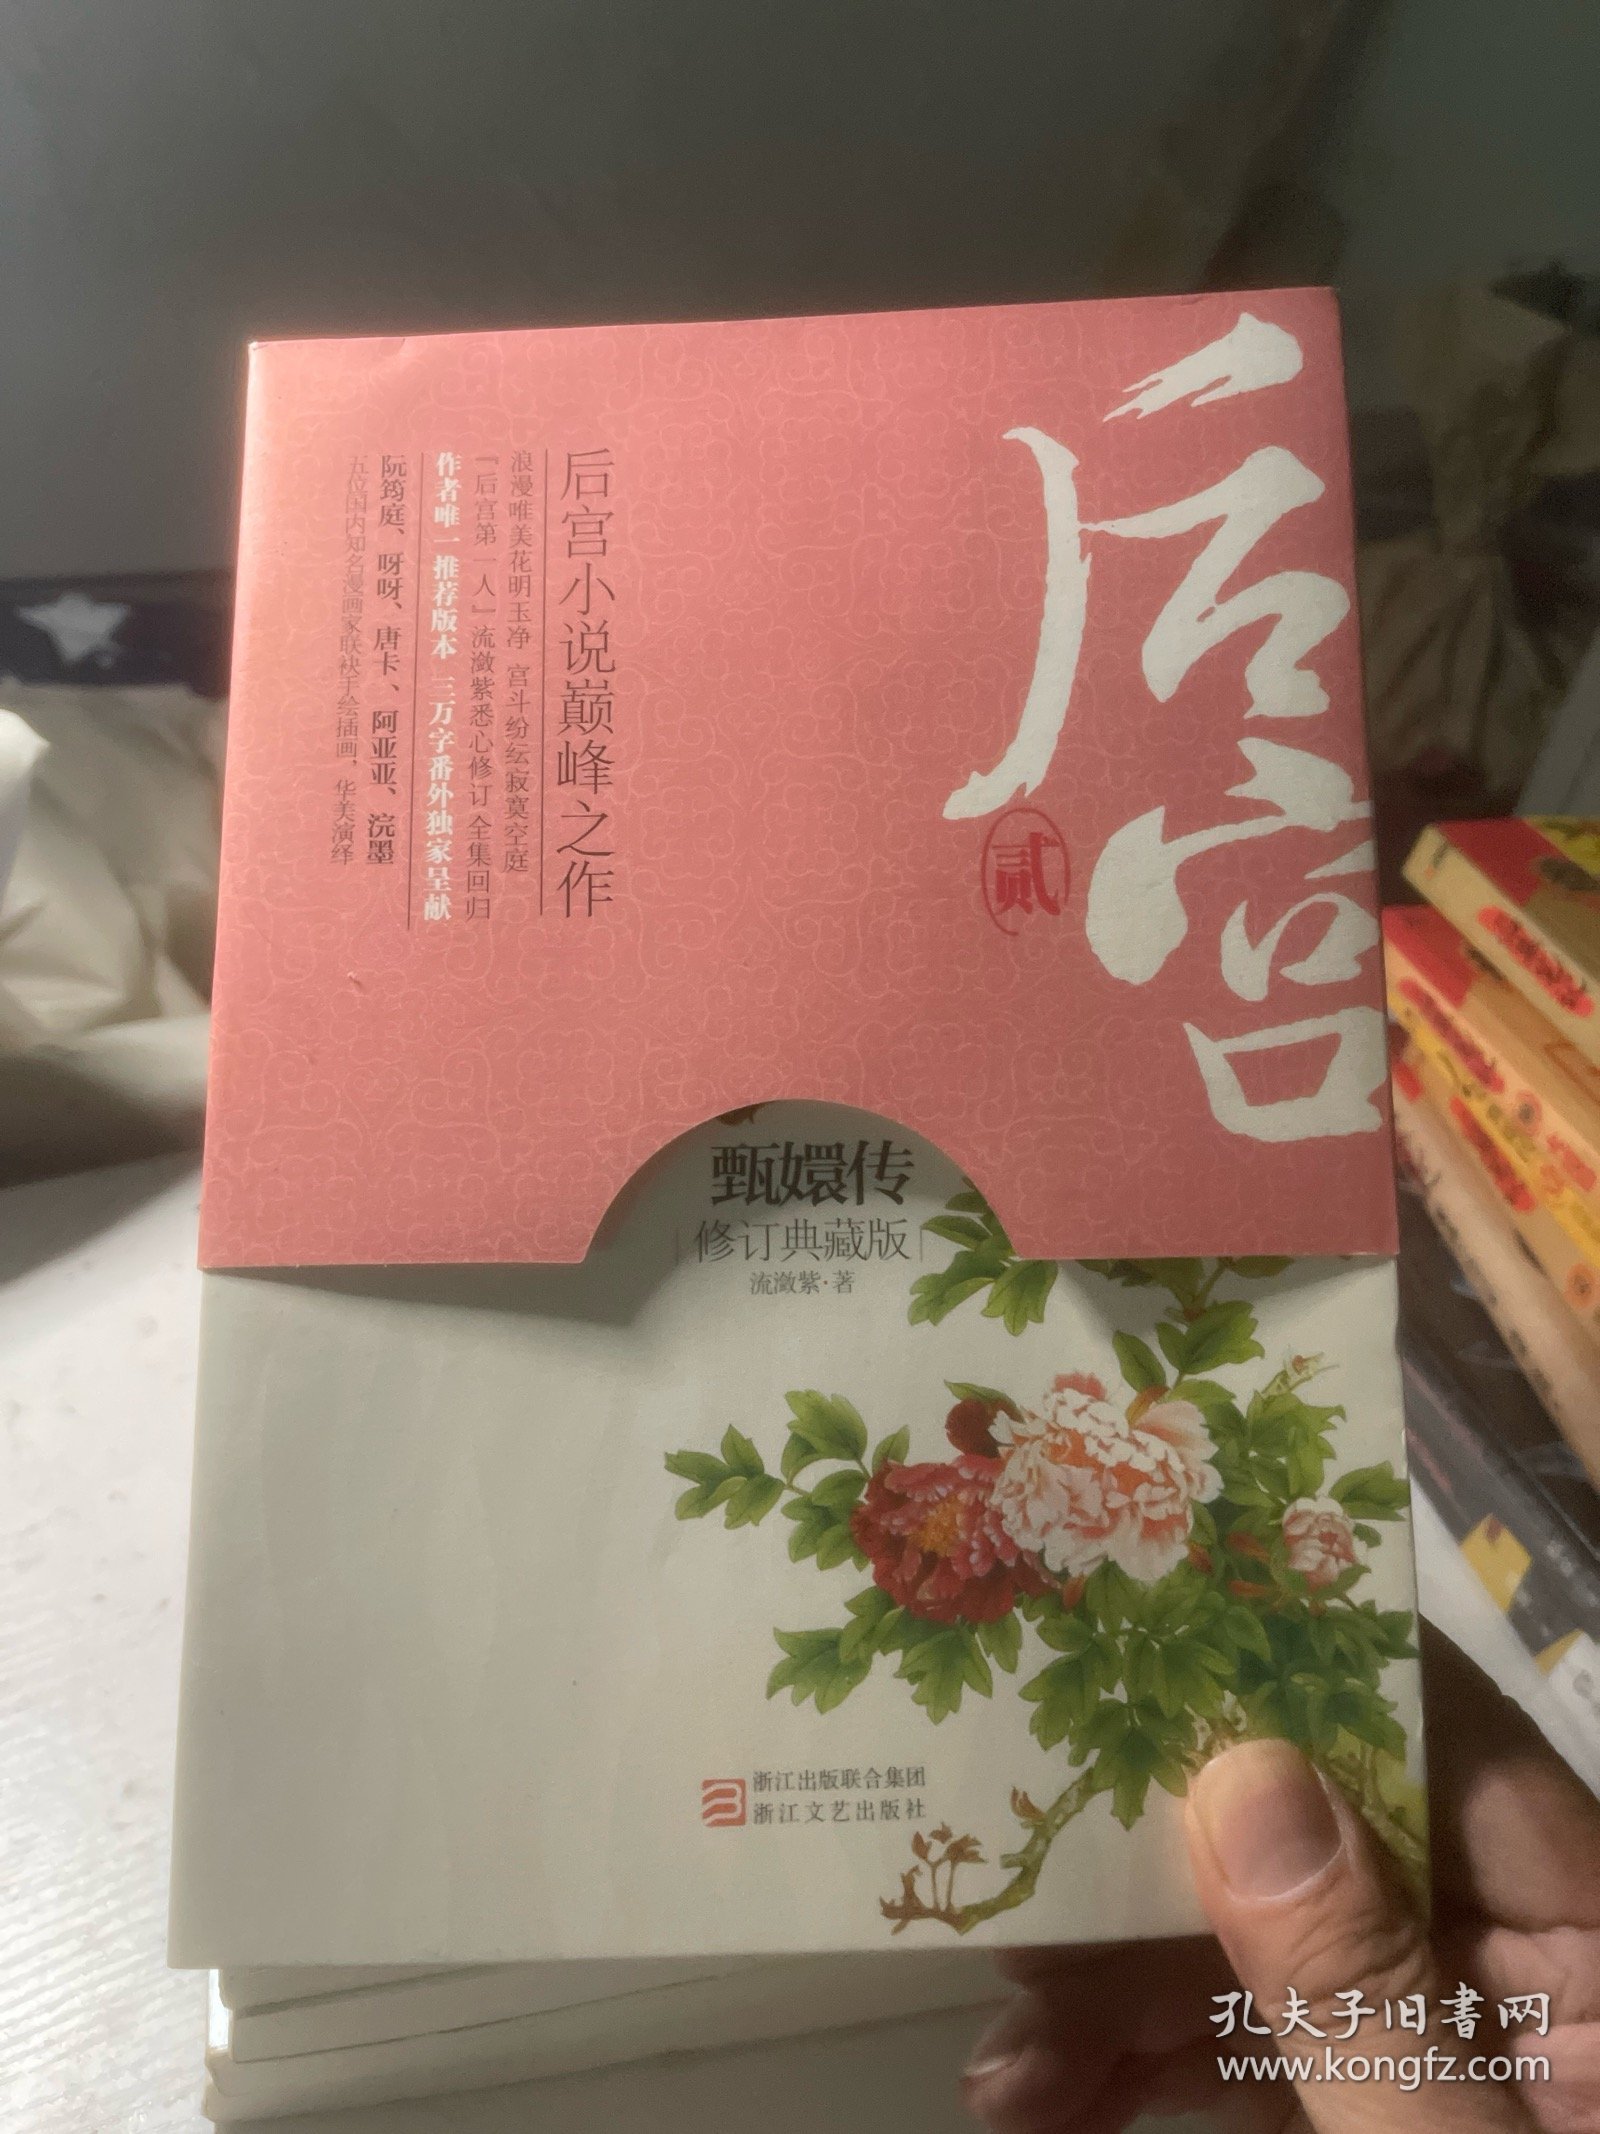 后宫
贰
后宫小说巅峰之作
浪漫唯美花明玉净 宫斗纷纭寂寞空庭
“后宫第一人”流潋紫悉心修订 全集回归
作者唯一推荐版本 三万字番外独家呈献
阮筠庭、呀呀、唐卡、阿亚亚、浣墨
五位国内知名漫画家联袂手绘插画，华美演绎
甄嬛传
修订典藏版
流潋紫·著
浙江出版联合集团
浙江文艺出版社
孔夫子旧书网
www.kongfz.com